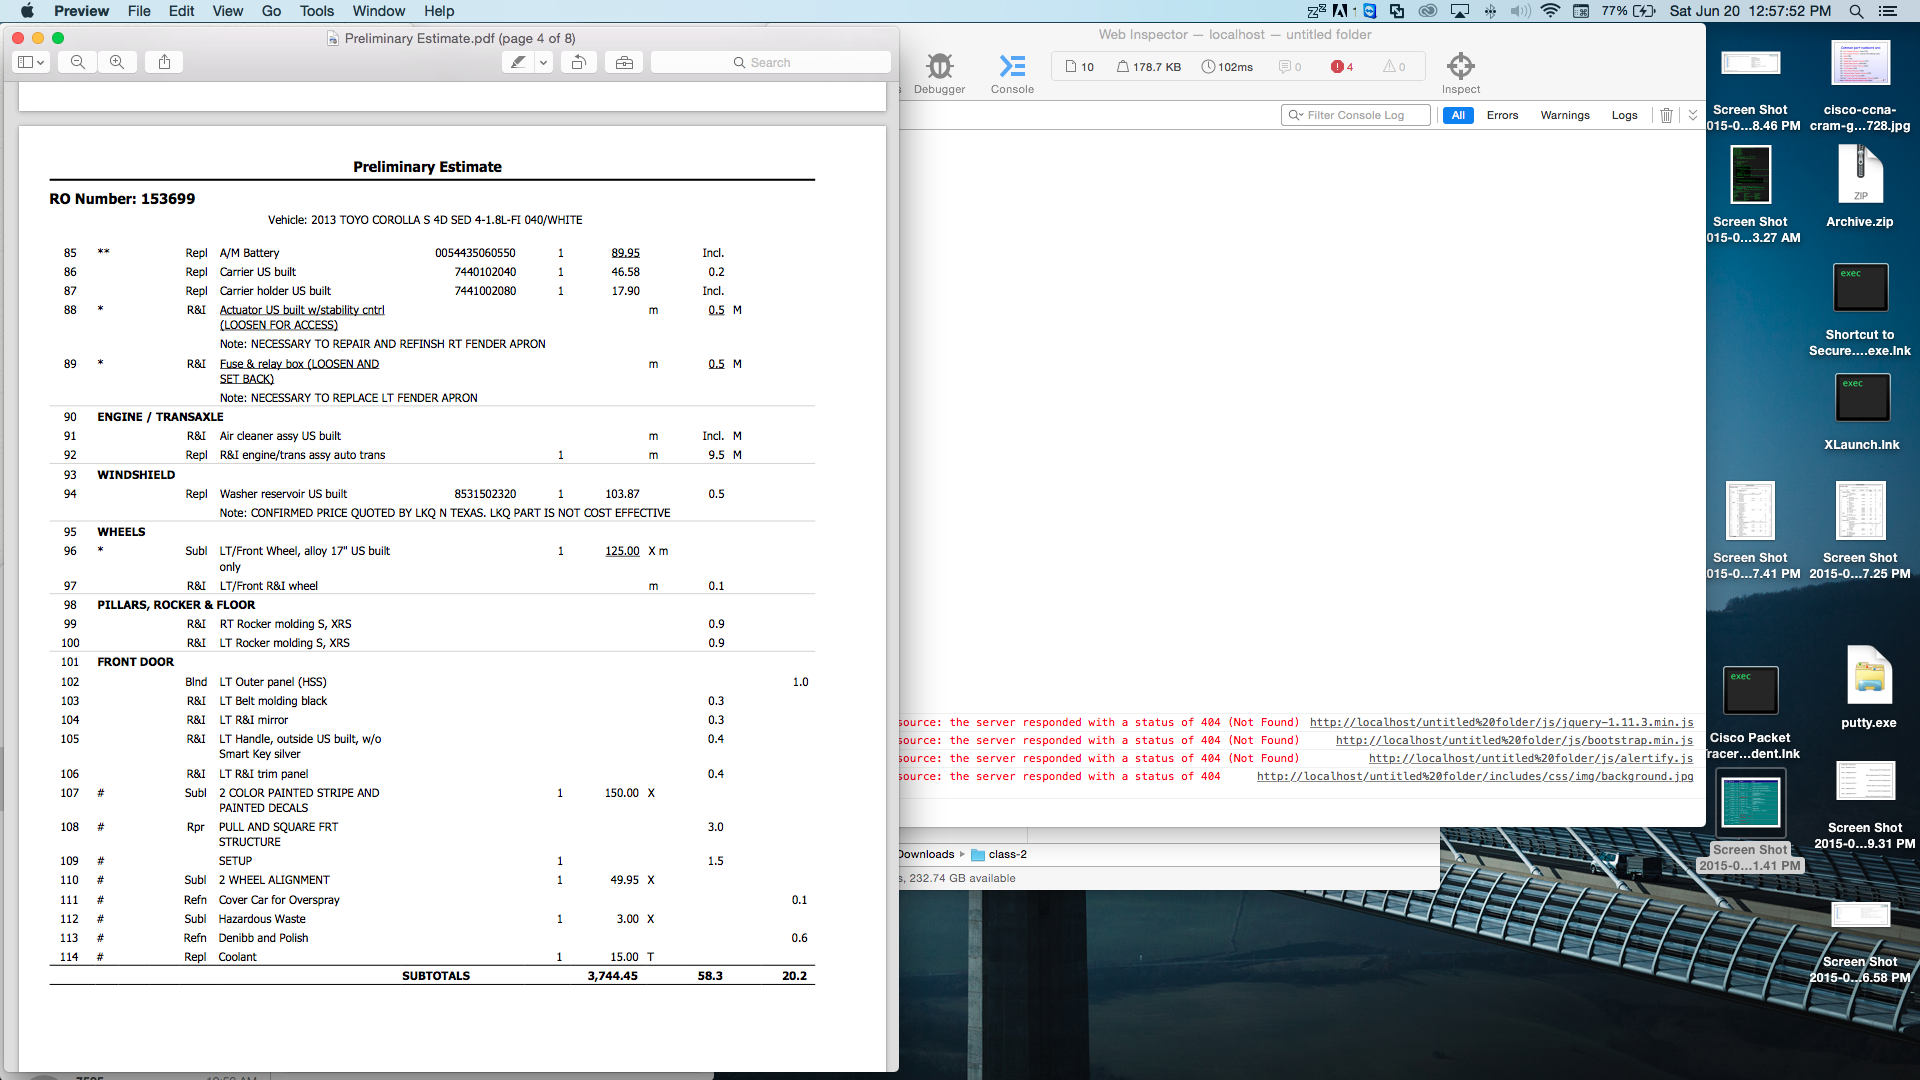 Preview File Edit View Go Tools Window Help
1
77%
Sat Jun 20 12:57:52 PM
Preliminary Estimate.pdf (page 4 of 8)
Search
Preliminary Estimate
RO Number: 153699
Vehicle: 2013 TOYO COROLLA S 4D SED 4-1.8L-FI 040/WHITE
85 ** Repl A/M Battery 0054435060550 1 89.95 Incl.
86 Repl Carrier US built 7440102040 1 46.58 0.2
87 Repl Carrier holder US built 7441002080 1 17.90 Incl.
88 * R&I Actuator US built w/stability cntrl m 0.5 M
(LOOSEN FOR ACCESS)
Note: NECESSARY TO REPAIR AND REFINSH RT FENDER APRON
89 * R&I Fuse & relay box (LOOSEN AND m 0.5 M
SET BACK)
Note: NECESSARY TO REPLACE LT FENDER APRON
90 ENGINE / TRANSAXLE
91 R&I Air cleaner assy US built m Incl. M
92 Repl R&I engine/trans assy auto trans 1 m 9.5 M
93 WINDSHIELD
94 Repl Washer reservoir US built 8531502320 1 103.87 0.5
Note: CONFIRMED PRICE QUOTED BY LKQ N TEXAS. LKQ PART IS NOT COST EFFECTIVE
95 WHEELS
96 * Subl LT/Front Wheel, alloy 17" US built 1 125.00 X m
only
97 R&I LT/Front R&I wheel m 0.1
98 PILLARS, ROCKER & FLOOR
99 R&I RT Rocker molding S, XRS 0.9
100 R&I LT Rocker molding S, XRS 0.9
101 FRONT DOOR
102 Blnd LT Outer panel (HSS) 1.0
103 R&I LT Belt molding black 0.3
104 R&I LT R&I mirror 0.3
105 R&I LT Handle, outside US built, w/o 0.4
Smart Key silver
106 R&I LT R&I trim panel 0.4
107 # Subl 2 COLOR PAINTED STRIPE AND 1 150.00 X
PAINTED DECALS
108 # Rpr PULL AND SQUARE FRT 3.0
STRUCTURE
109 # SETUP 1 1.5
110 # Subl 2 WHEEL ALIGNMENT 1 49.95 X
111 # Refn Cover Car for Overspray 0.1
112 # Subl Hazardous Waste 1 3.00 X
113 # Refn Denibb and Polish 0.6
114 # Repl Coolant 1 15.00 T
SUBTOTALS 3,744.45 58.3 20.2
Web Inspector — localhost — untitled folder
Debugger
Console
10 178.7 KB 102ms 0 4 0
Inspect
Filter Console Log
All Errors Warnings Logs
source: the server responded with a status of 404 (Not Found) http://localhost/untitled%20folder/js/jquery-1.11.3.min.js
source: the server responded with a status of 404 (Not Found) http://localhost/untitled%20folder/js/bootstrap.min.js
source: the server responded with a status of 404 (Not Found) http://localhost/untitled%20folder/js/alertify.js
source: the server responded with a status of 404 http://localhost/untitled%20folder/includes/css/img/background.jpg
Downloads class-2
s, 232.74 GB available
Screen Shot
015-0...8.46 PM
cisco-ccna-
cram-g...728.jpg
Screen Shot
015-0...3.27 AM
ZIP
Archive.zip
exec
Shortcut to
Secure....exe.lnk
exec
XLaunch.lnk
Screen Shot
015-0...7.41 PM
Screen Shot
2015-0...7.25 PM
exec
Cisco Packet
Tracer...dent.lnk
putty.exe
Screen Shot
2015-0...1.41 PM
Screen Shot
2015-0...9.31 PM
Screen Shot
2015-0...6.58 PM